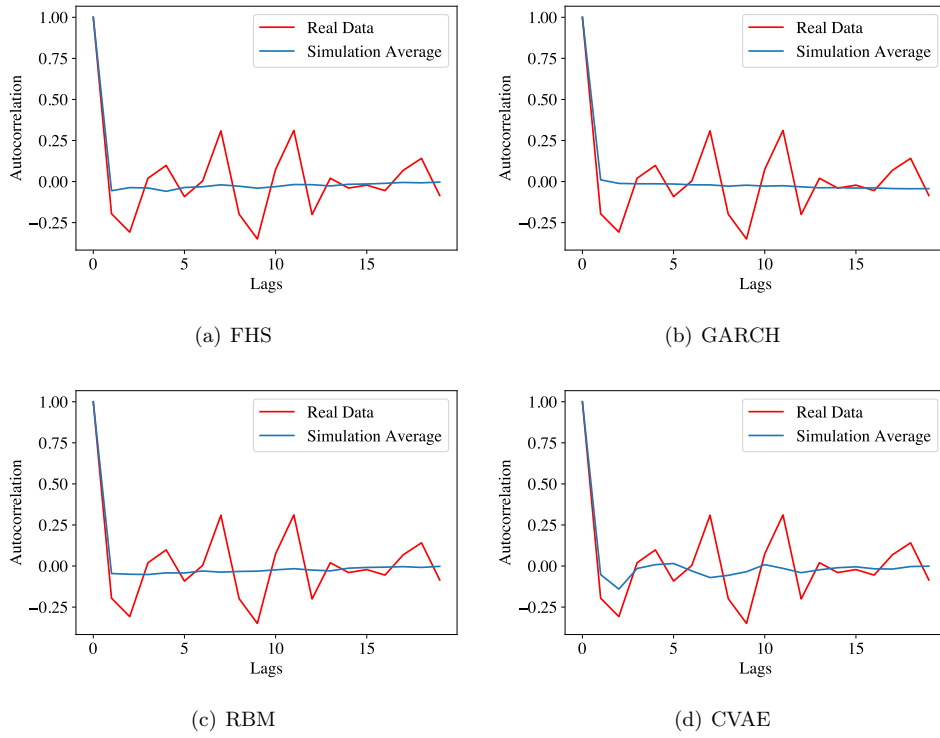 1.00
0.75
0.50
0.25
0.00
−0.25
Autocorrelation
Real Data
Simulation Average
0 5 10 15
Lags
(a) FHS
1.00
0.75
0.50
0.25
0.00
−0.25
Autocorrelation
Real Data
Simulation Average
0 5 10 15
Lags
(b) GARCH
1.00
0.75
0.50
0.25
0.00
−0.25
Autocorrelation
Real Data
Simulation Average
0 5 10 15
Lags
(c) RBM
1.00
0.75
0.50
0.25
0.00
−0.25
Autocorrelation
Real Data
Simulation Average
0 5 10 15
Lags
(d) CVAE